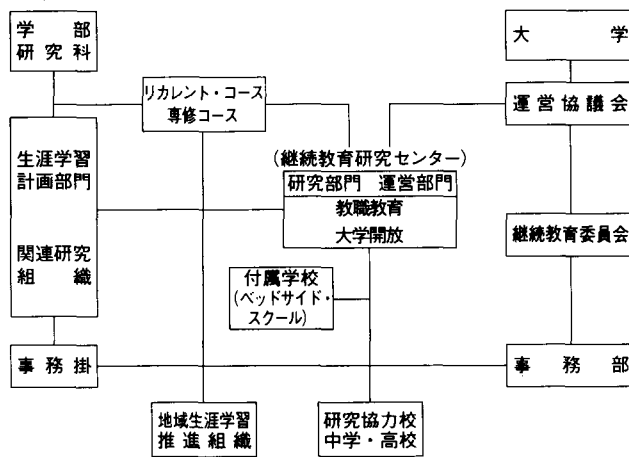 学部
研究科
大学
リカレント・コース
専修コース
運営協議会
生涯学習
計画部門
関連研究
組織
(継続教育研究センター)
研究部門 運営部門
教職教育
大学開放
継続教育委員会
付属学校
(ベッドサイド・
スクール)
事務掛
事務部
地域生涯学習
推進組織
研究協力校
中学・高校